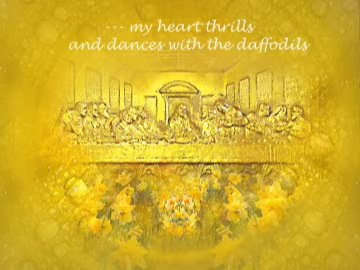 --- my heart thrills
and dances with the daffodils